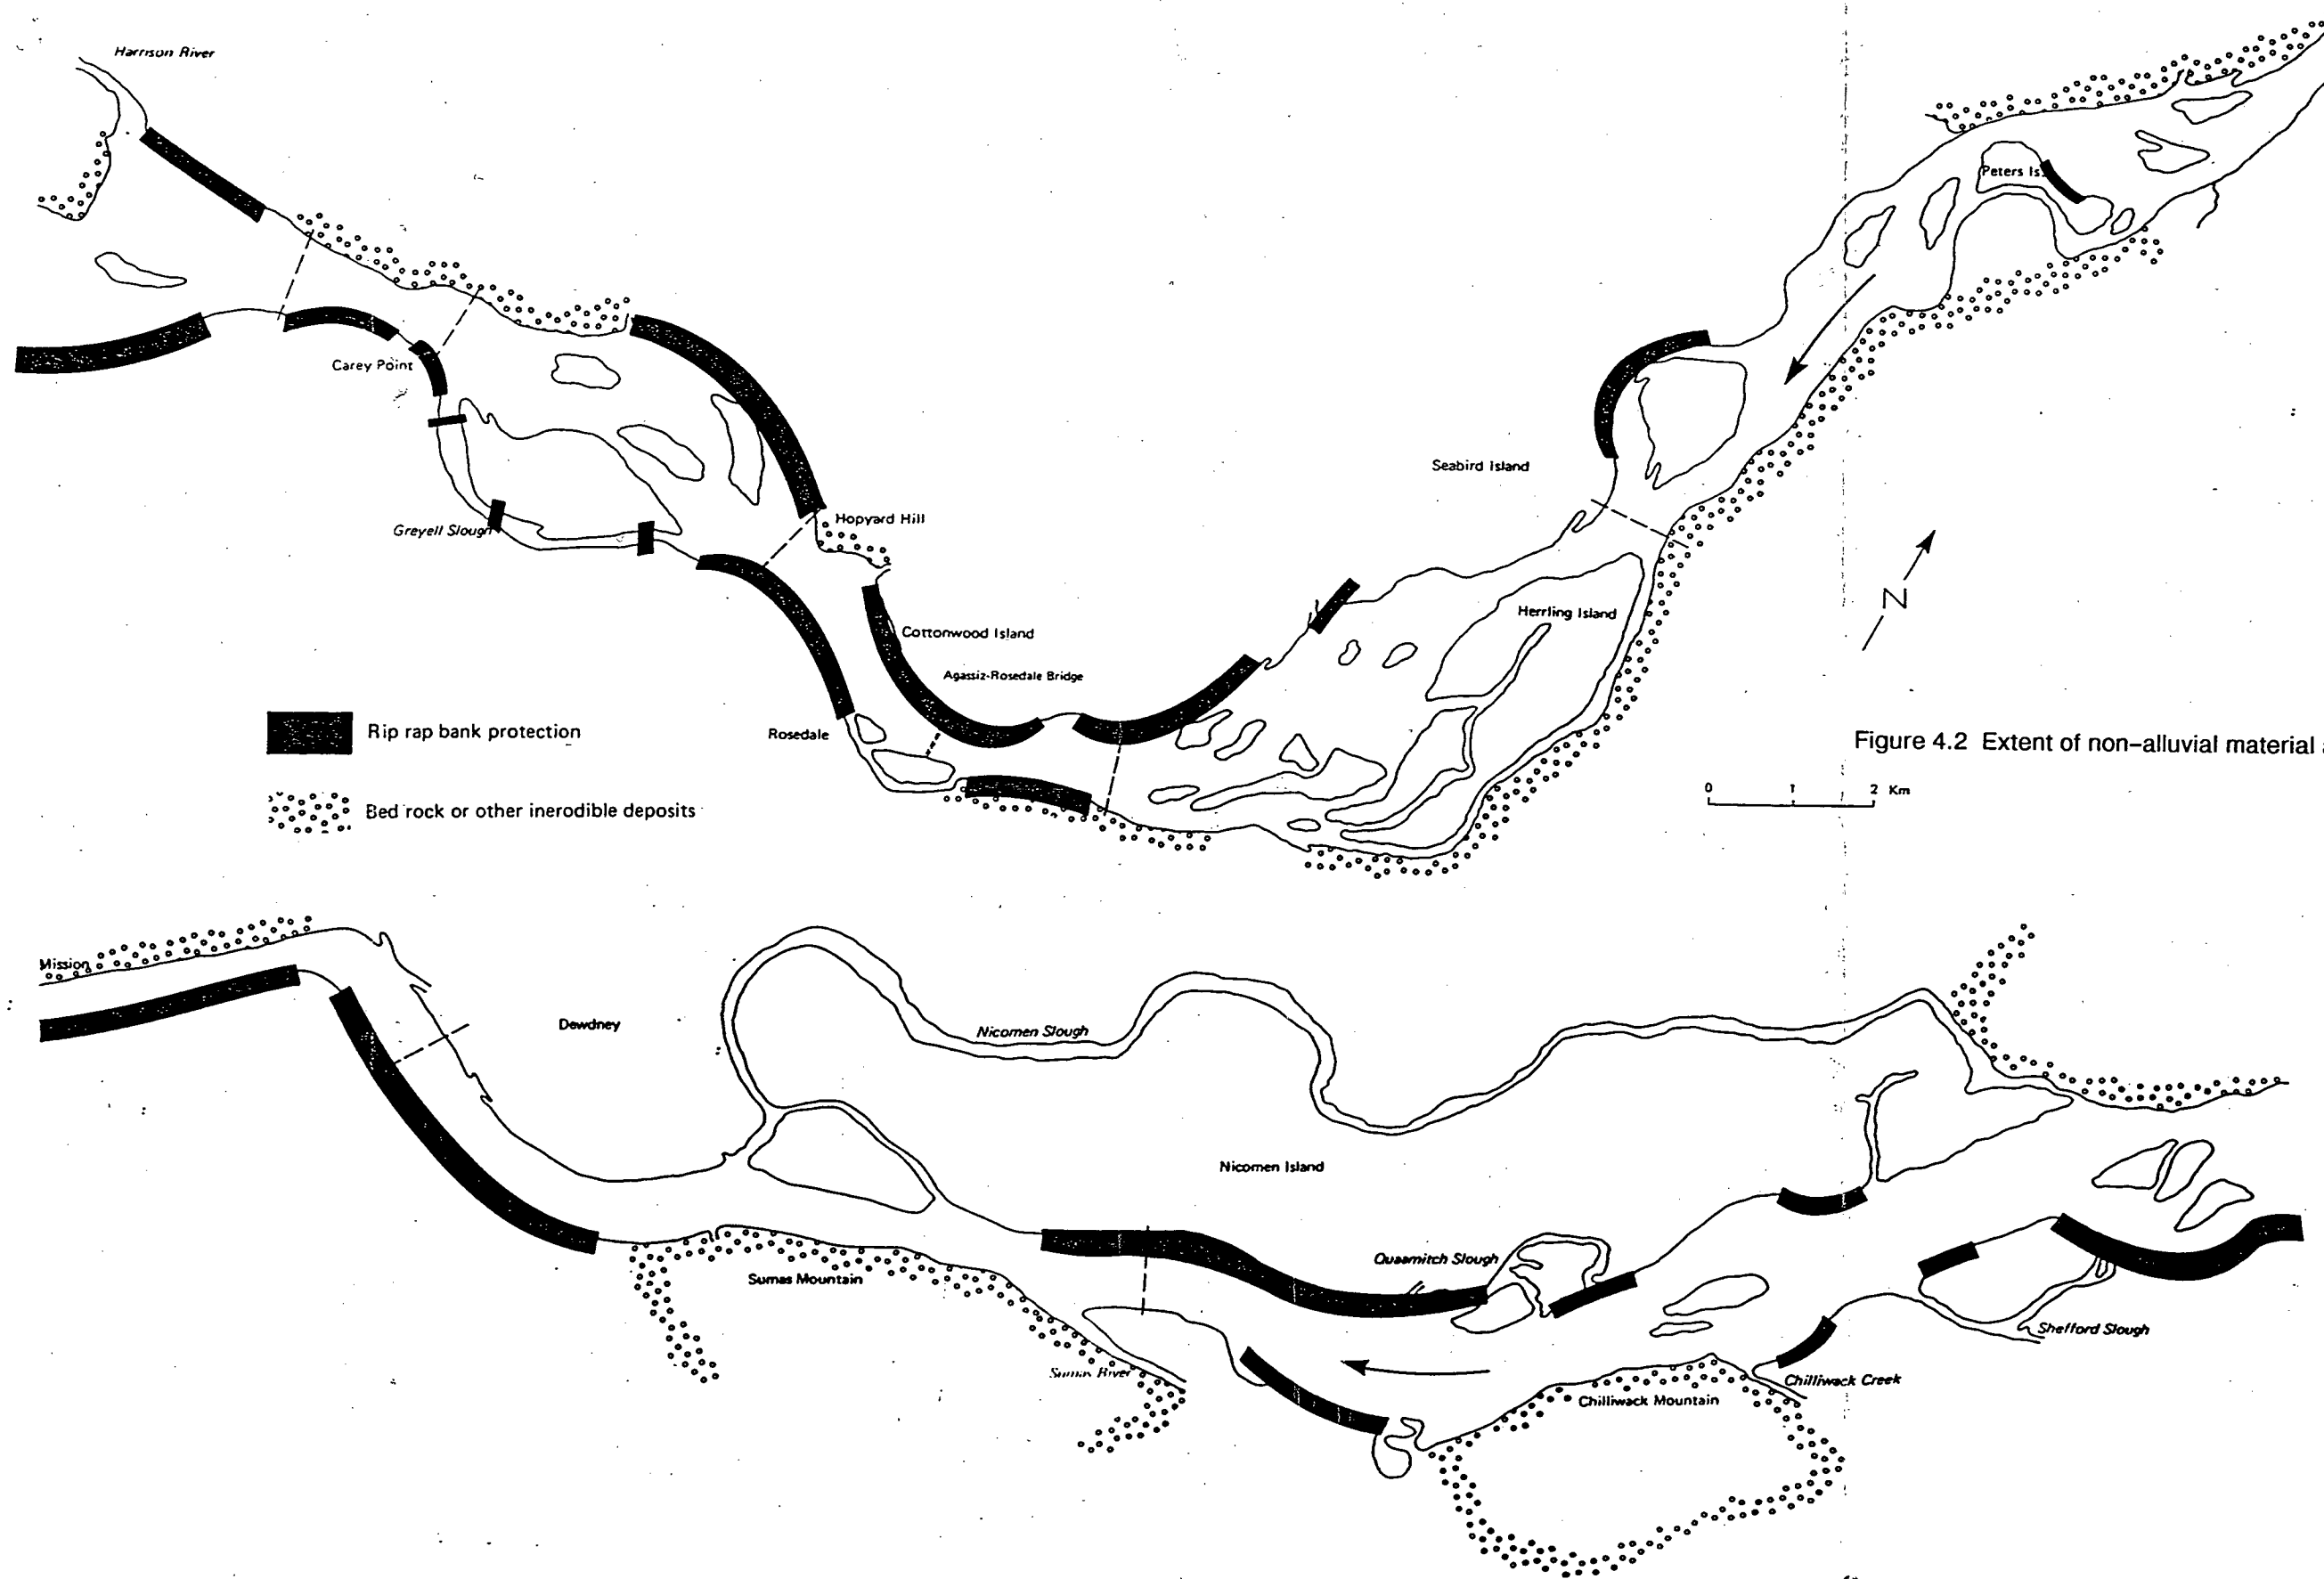 Harrison River
Peters Is.
Carey Point
Seabird Island
Greyell Slough
Hopyard Hill
N
Herrling Island
Cottonwood Island
Agassiz-Rosedale Bridge
Rip rap bank protection
Rosedale
Figure 4.2 Extent of non-alluvial material
0 1 2 Km
Bed rock or other inerodible deposits
Mission
Dewdney
Nicomen Slough
Nicomen Island
Quaamitch Slough
Sumas Mountain
Shefford Slough
Sumas River
Chilliwack Creek
Chilliwack Mountain